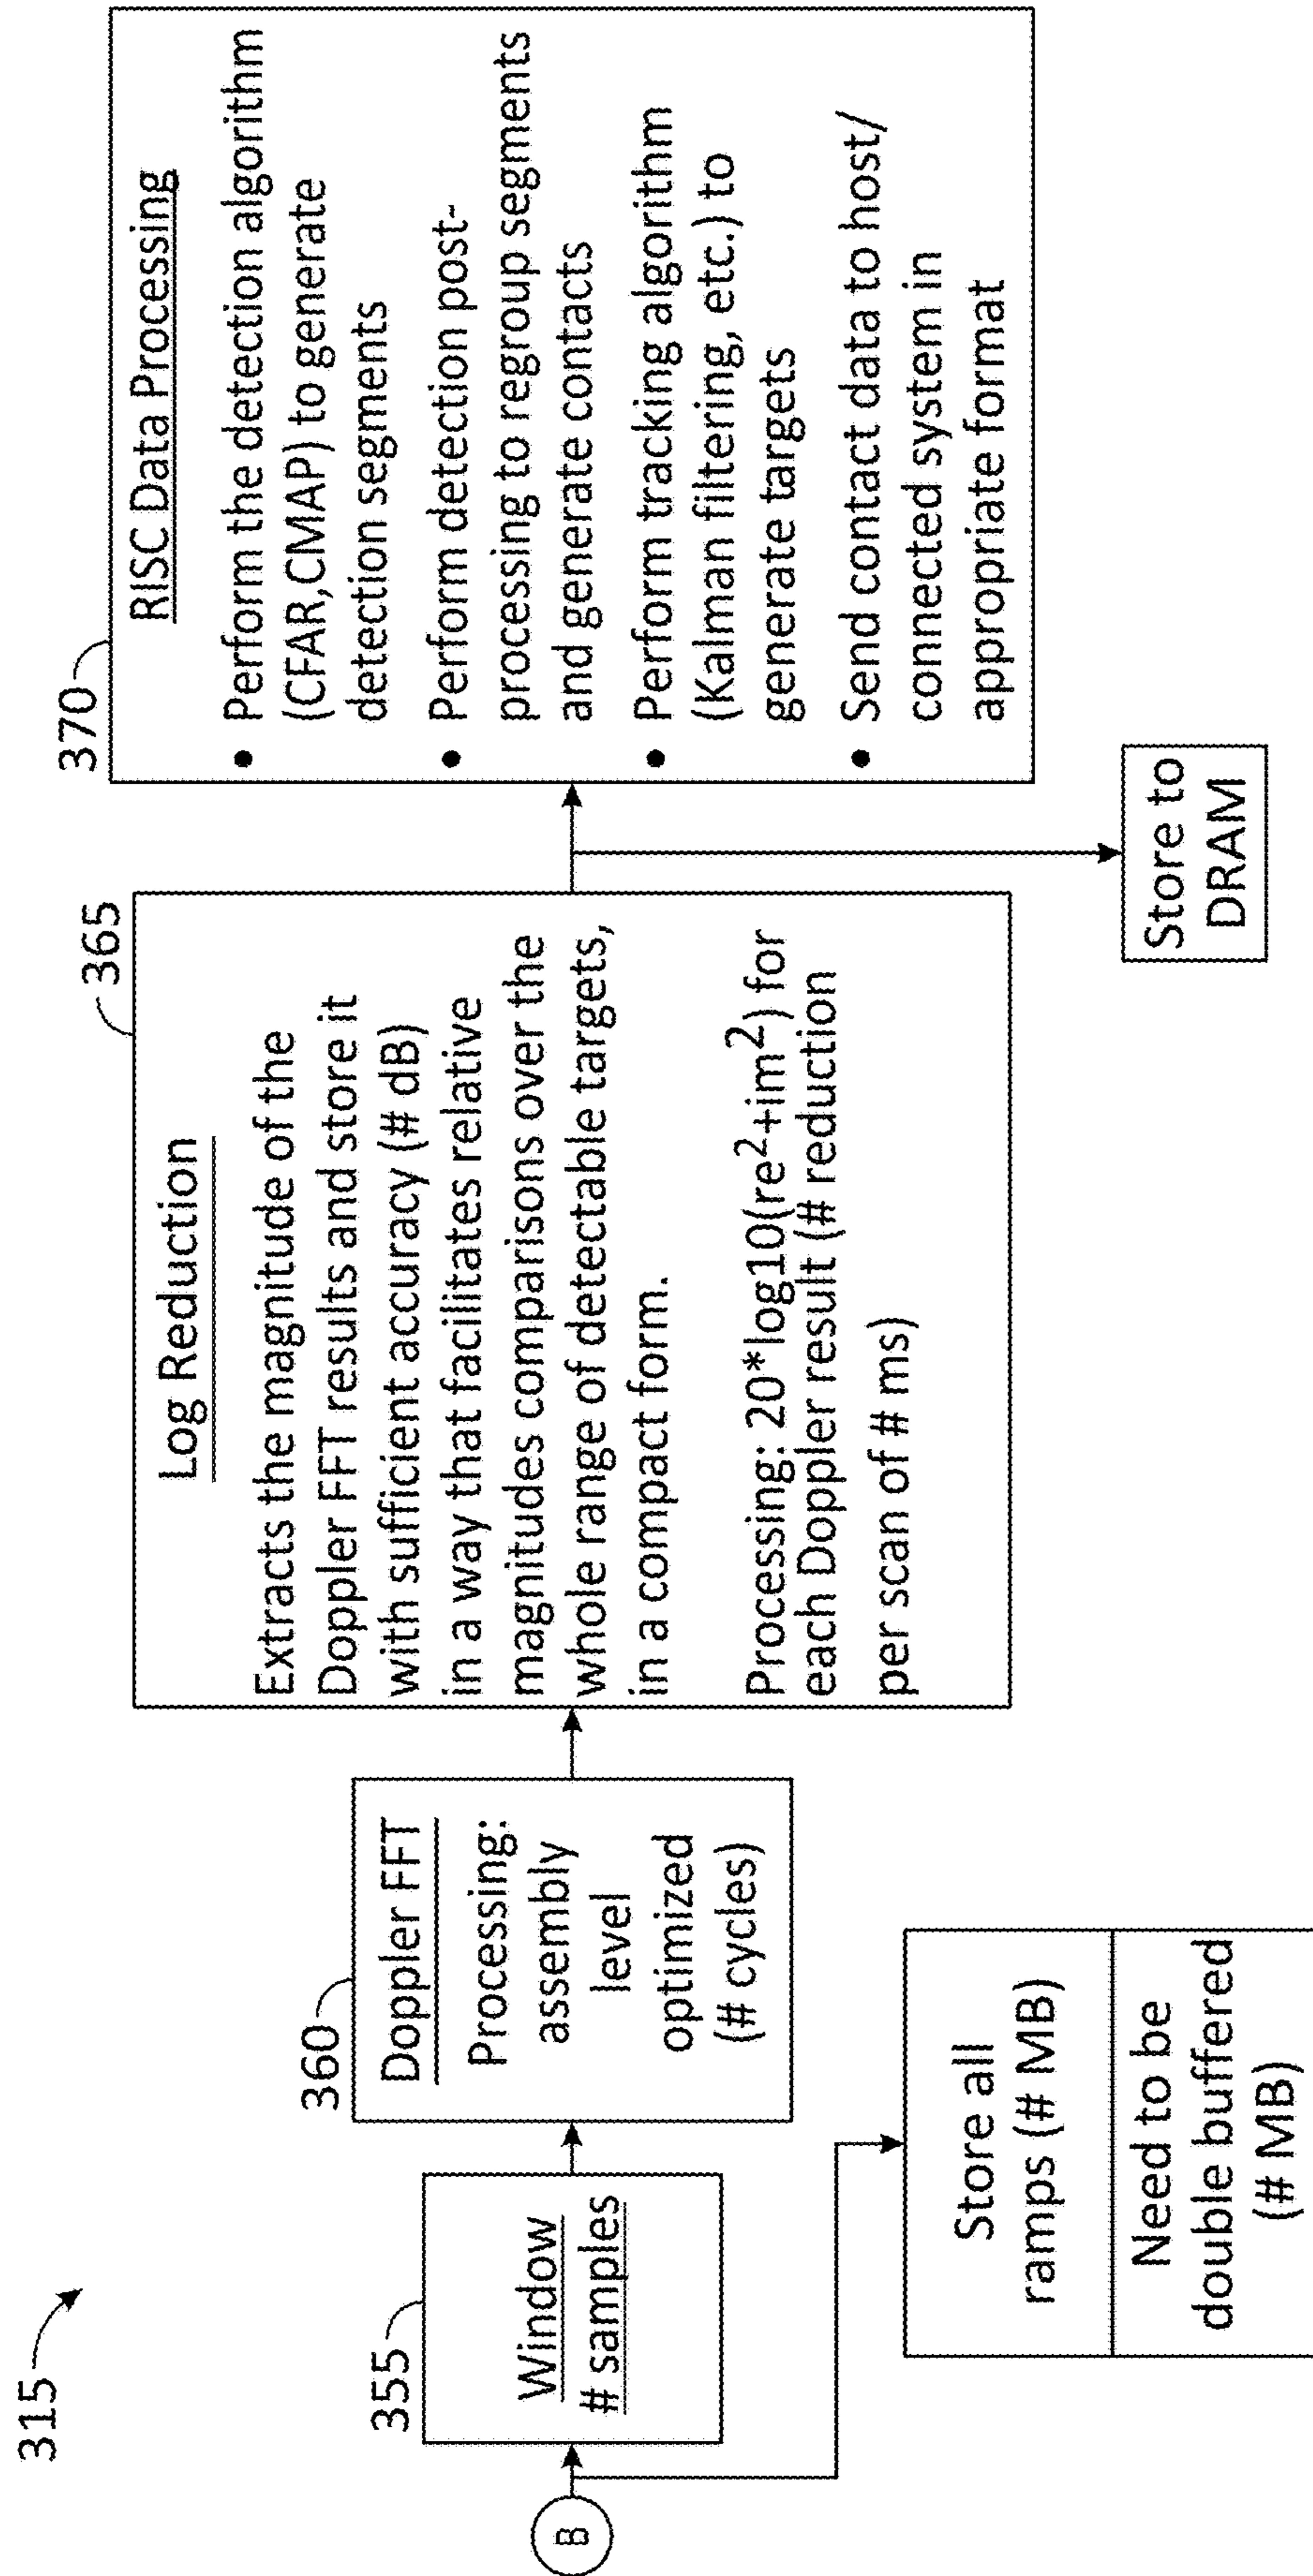 315
B
355
Window
# samples
Store all
ramps (# MB)
Need to be
double buffered
(# MB)
360
Doppler FFT
Processing:
assembly
level
optimized
(# cycles)
365
Log Reduction
Extracts the magnitude of the
Doppler FFT results and store it
with sufficient accuracy (# dB)
in a way that facilitates relative
magnitudes comparisons over the
whole range of detectable targets,
in a compact form.
Processing: 20*log10(re²+im²) for
each Doppler result (# reduction
per scan of # ms)
Store to
DRAM
370
RISC Data Processing
• Perform the detection algorithm
(CFAR,CMAP) to generate
detection segments
• Perform detection post-
processing to regroup segments
and generate contacts
• Perform tracking algorithm
(Kalman filtering, etc.) to
generate targets
• Send contact data to host/
connected system in
appropriate format